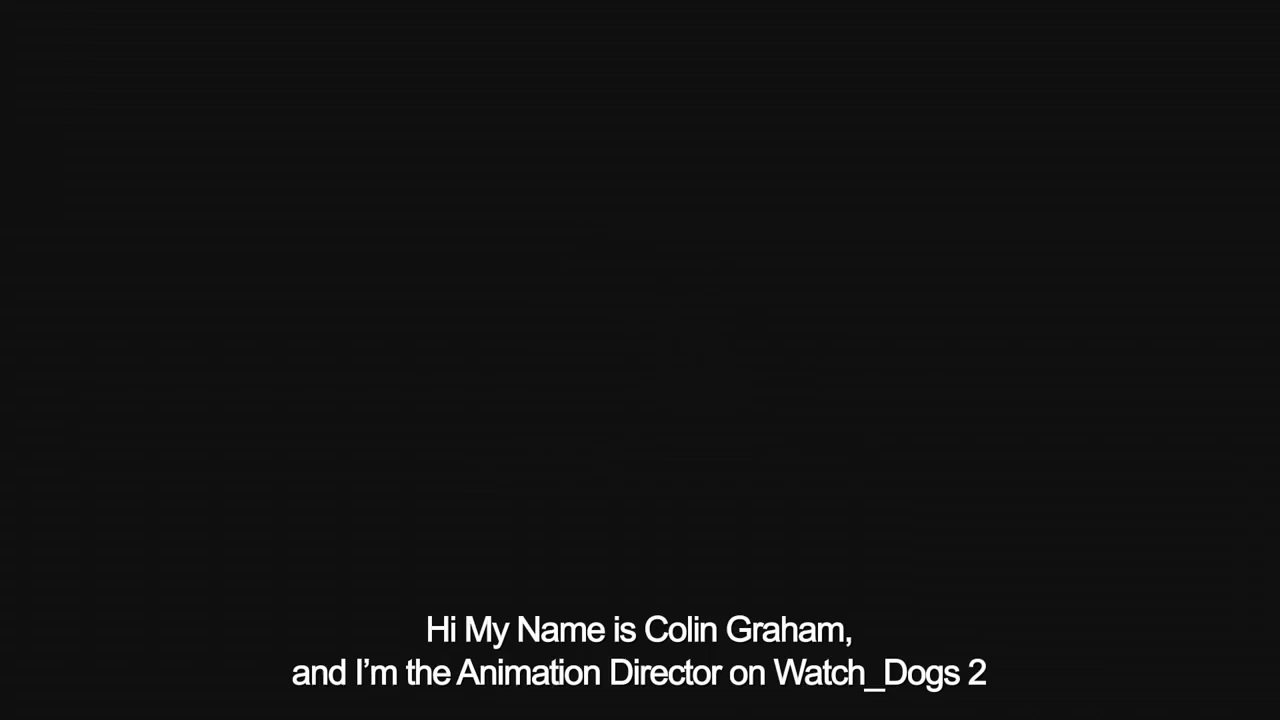 Hi My Name is Colin Graham,
and I’m the Animation Director on Watch_Dogs 2